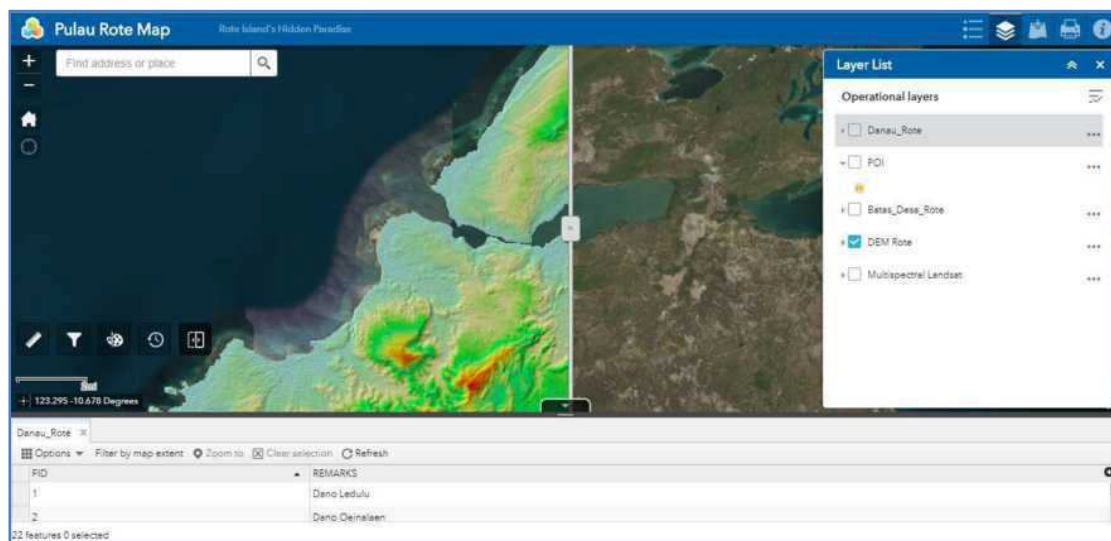 Pulau Rote Map
Rote Island's Hidden Paradise
Find address or place
Layer List
Operational layers
Danau_Rote
POI
Batas_Desa_Rote
DEM Rote
Multispectral Landsat
123.295 -10.678 Degrees
Danau_Rote
Options Filter by map extent Zoom to Clear selection Refresh
FID REMARKS
1 Dano Ledulu
2 Dano Oeinalaen
22 features 0 selected